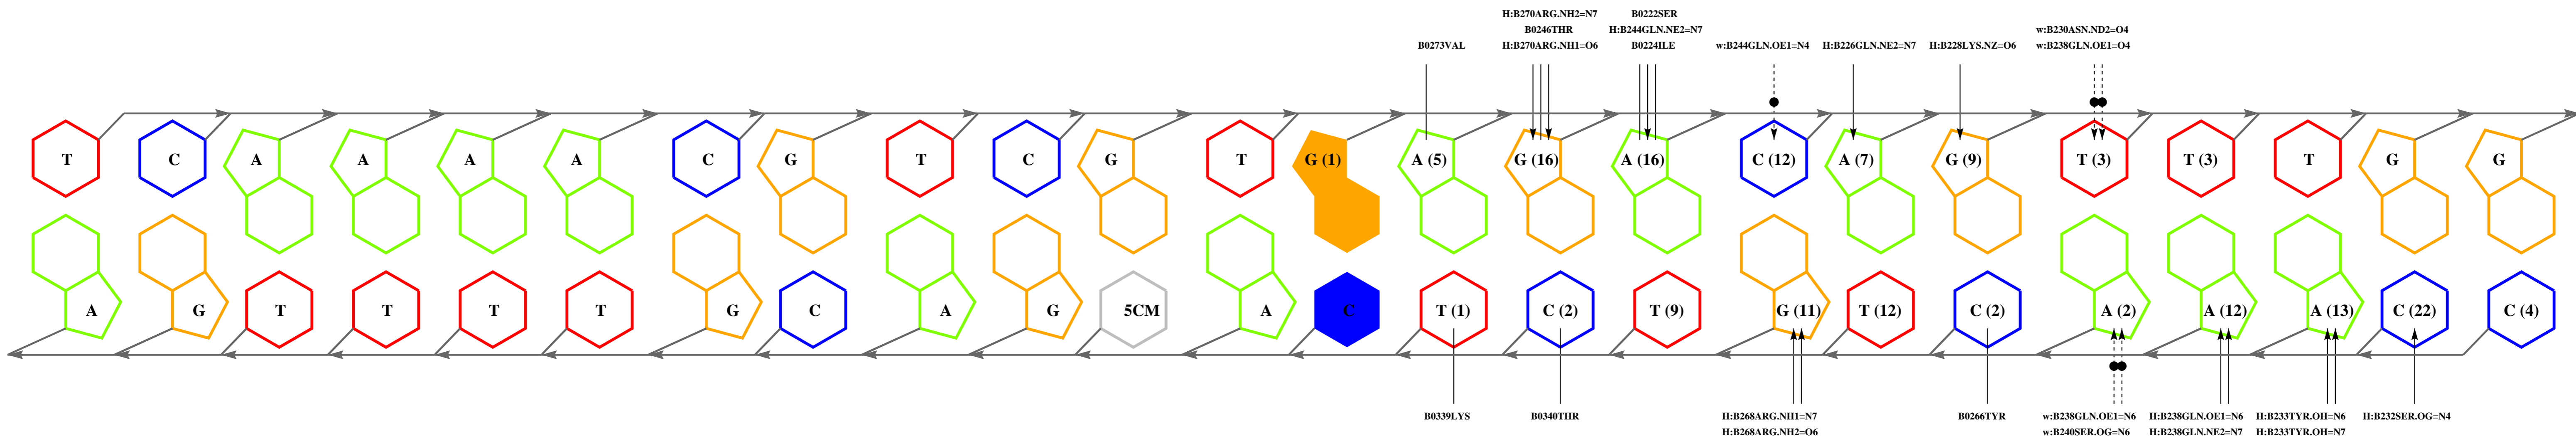 H:B270ARG.NH2=N7 B0222SER
B0246THR H:B244GLN.NE2=N7 w:B230ASN.ND2=O4
B0273VAL H:B270ARG.NH1=O6 B0224ILE w:B244GLN.OE1=N4 H:B226GLN.NE2=N7 H:B228LYS.NZ=O6 w:B238GLN.OE1=O4
T C A A A A C G T C G T G (1) A (5) G (16) A (16) C (12) A (7) G (9) T (3) T (3) T G G
A G T T T T G C A G 5CM A C T (1) C (2) T (9) G (11) T (12) C (2) A (2) A (12) A (13) C (22) C (4)
B0339LYS B0340THR H:B268ARG.NH1=N7 B0266TYR w:B238GLN.OE1=N6 H:B238GLN.OE1=N6 H:B233TYR.OH=N6 H:B232SER.OG=N4
H:B268ARG.NH2=O6 w:B240SER.OG=N6 H:B238GLN.NE2=N7 H:B233TYR.OH=N7